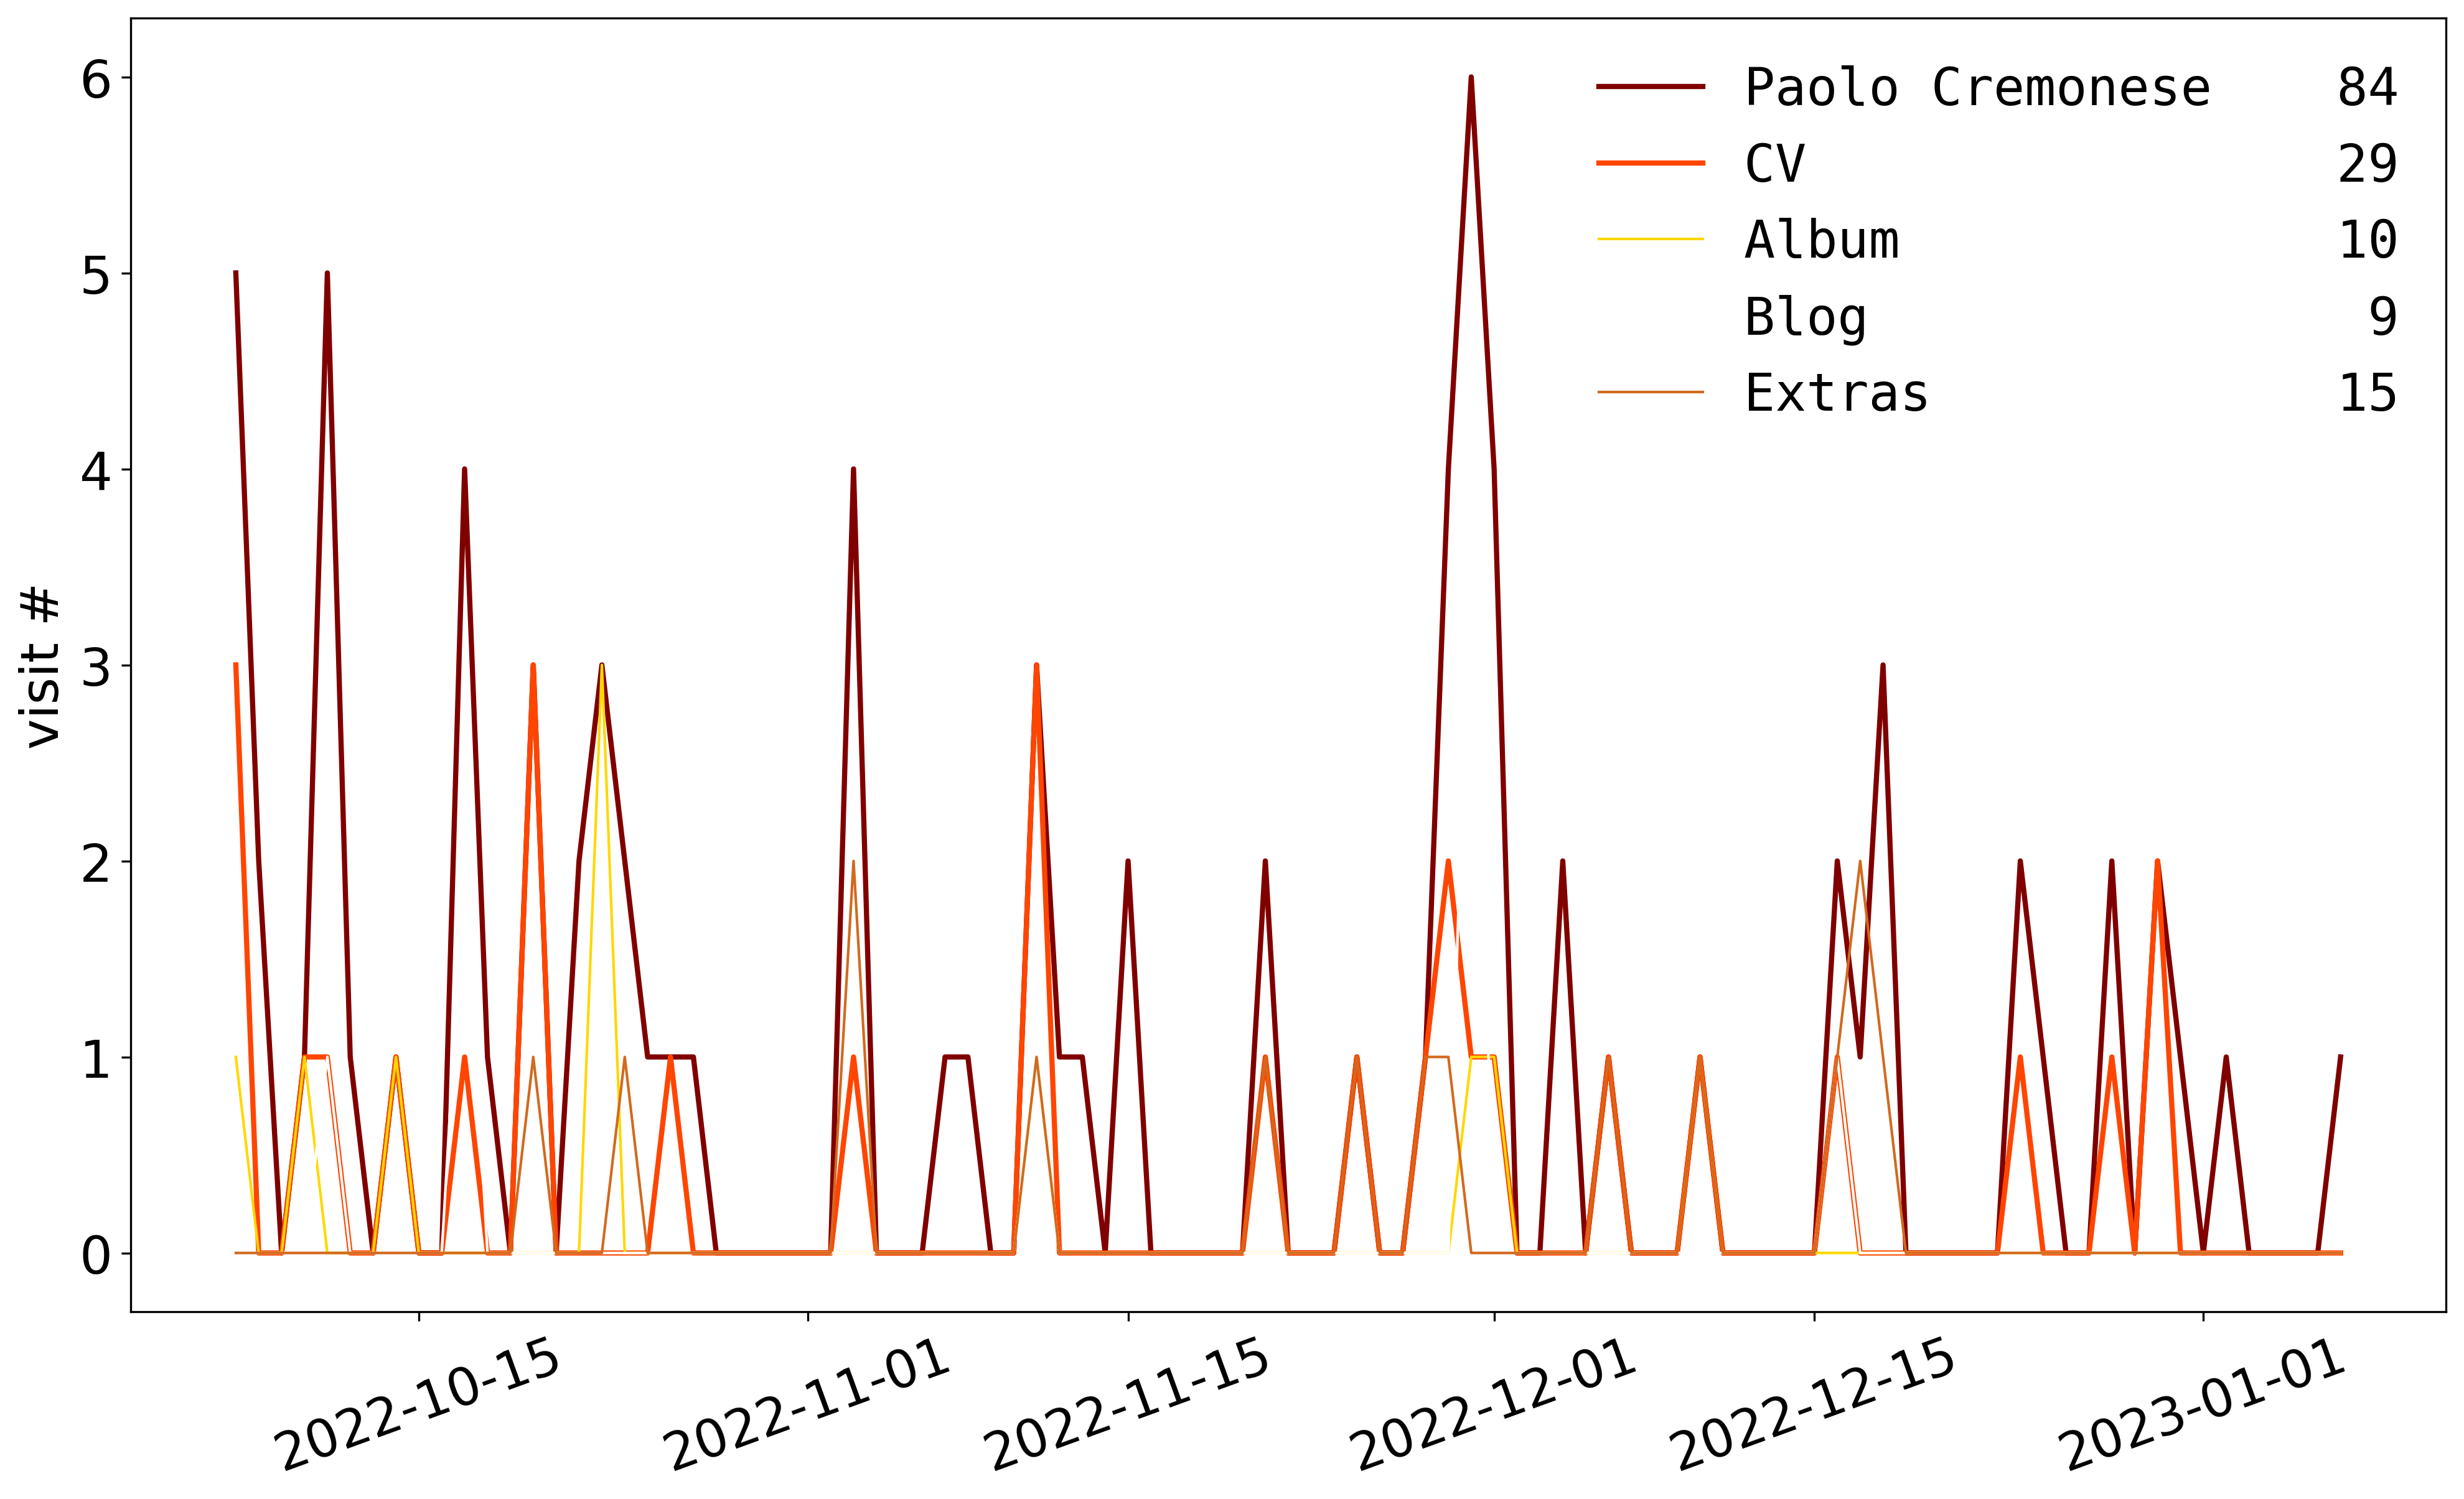 6
5
4
3
2
1
0
visit #
Paolo Cremonese 84
CV 29
Album 10
Blog 9
Extras 15
2022-10-15
2022-11-01
2022-11-15
2022-12-01
2022-12-15
2023-01-01